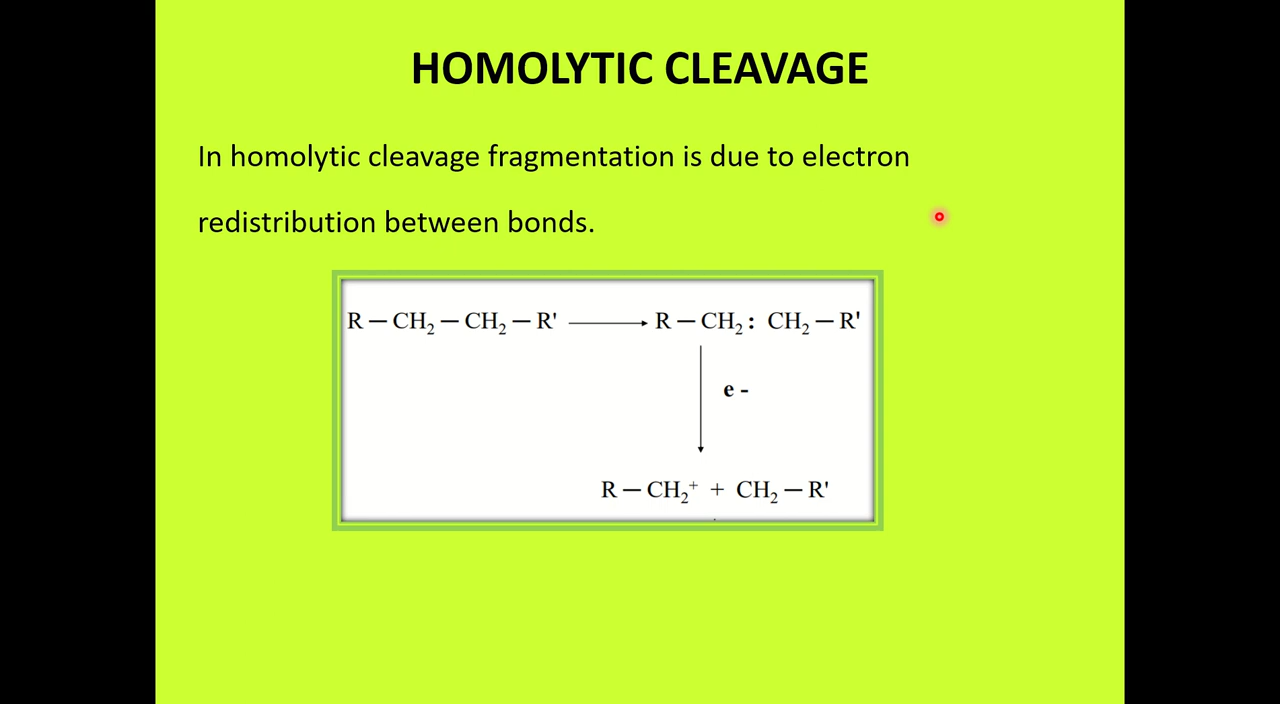 HOMOLYTIC CLEAVAGE
In homolytic cleavage fragmentation is due to electron
redistribution between bonds.
R — CH₂ — CH₂ — R' ⟶ R — CH₂ : CH₂ — R'
e -
R — CH₂⁺ + CH₂ — R'